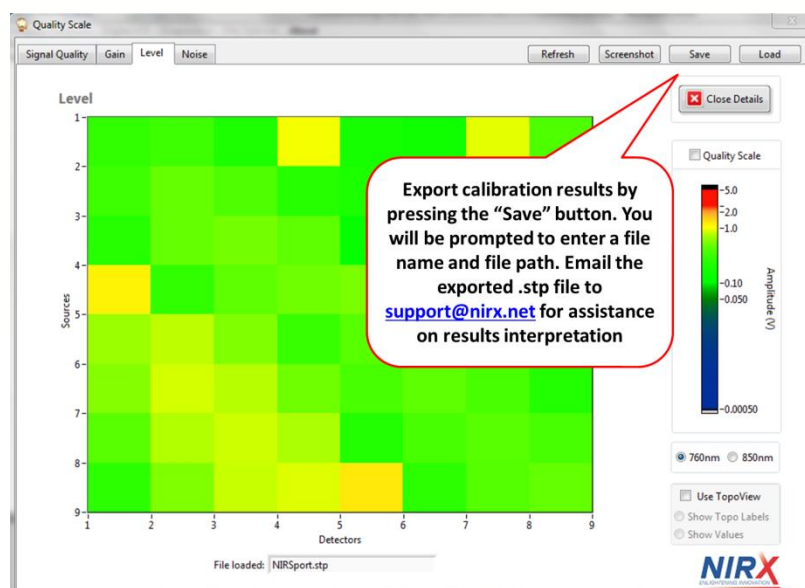 Quality Scale
Signal Quality Gain Level Noise Refresh Screenshot Save Load
Level
Close Details
Quality Scale
Export calibration results by
pressing the “Save” button. You
will be prompted to enter a file
name and file path. Email the
exported .stp file to
support@nirx.net for assistance
on results interpretation
1-
2-
3-
4-
5-
6-
7-
8-
9-
Sources
1 2 3 4 5 6 7 8 9
Detectors
-5.0
-2.0
-1.0
-0.10
-0.050
-0.00050
Amplitude (V)
760nm 850nm
Use TopoView
Show Topo Labels
Show Values
File loaded: NIRSport.stp
NIRX
ENLIGHTENING INNOVATION